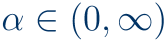 α ∈ (0, ∞)